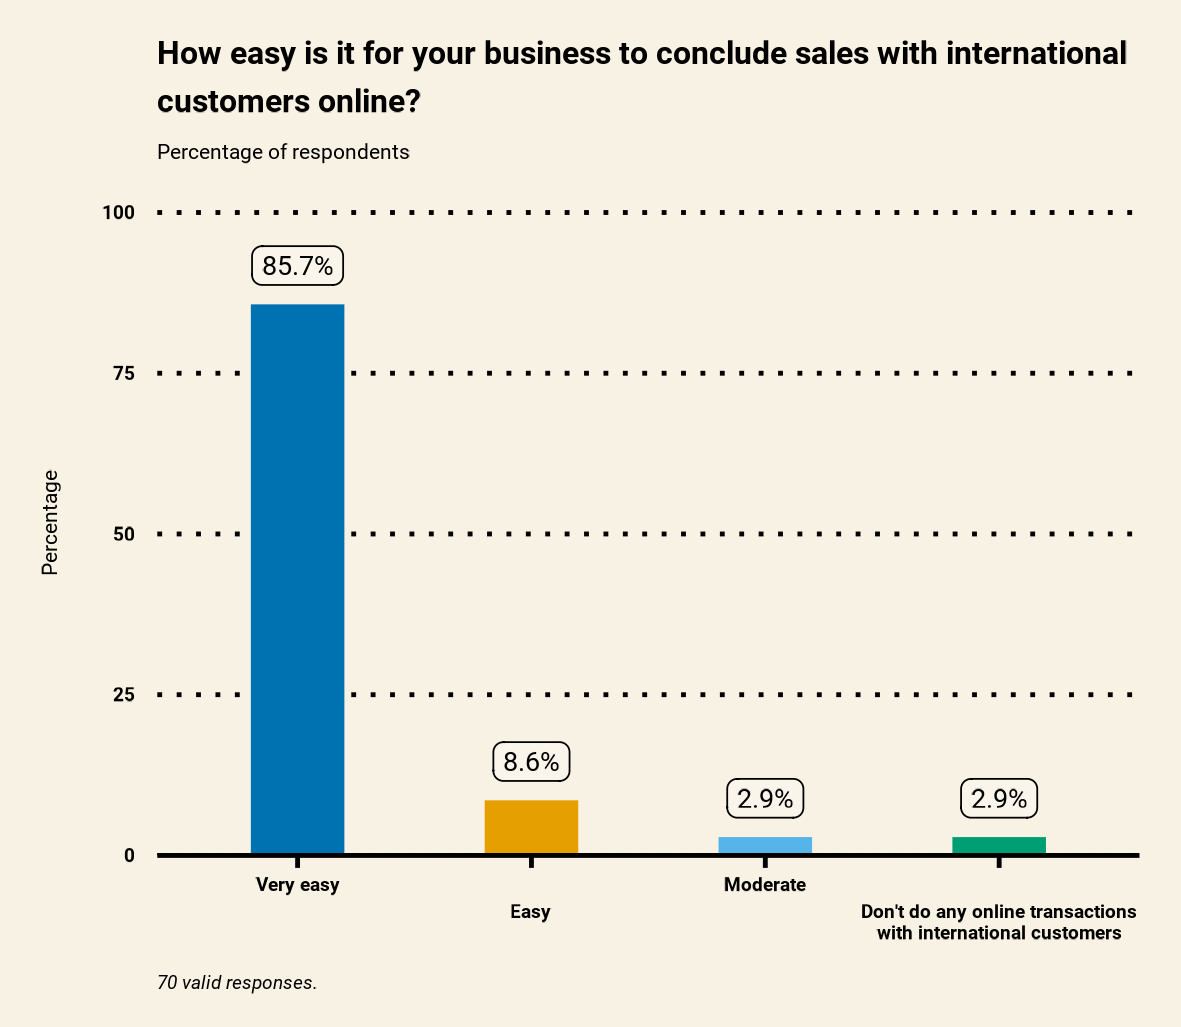 How easy is it for your business to conclude sales with international
customers online?
Percentage of respondents
100
85.7%
75
Percentage
50
25
8.6%
2.9%
2.9%
0
Very easy
Moderate
Easy
Don't do any online transactions
with international customers
70 valid responses.